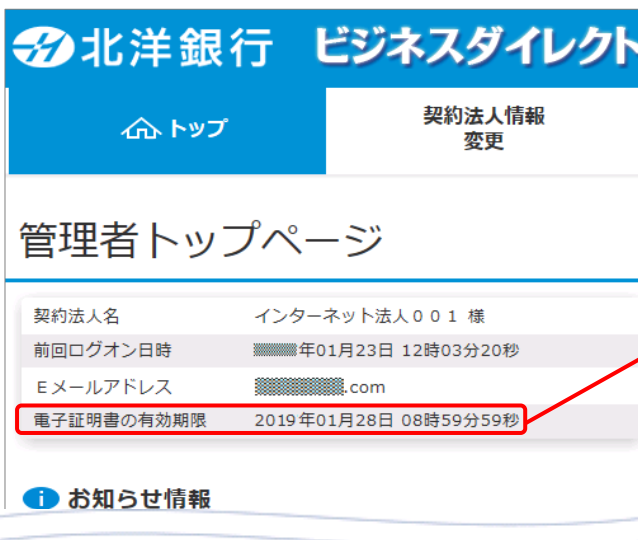 北洋銀行 ビジネスダイレクト
トップ
契約法人情報
変更
管理者トップページ
契約法人名 インターネット法人001 様
前回ログオン日時 年01月23日 12時03分20秒
Eメールアドレス .com
電子証明書の有効期限 2019年01月28日 08時59分59秒
お知らせ情報